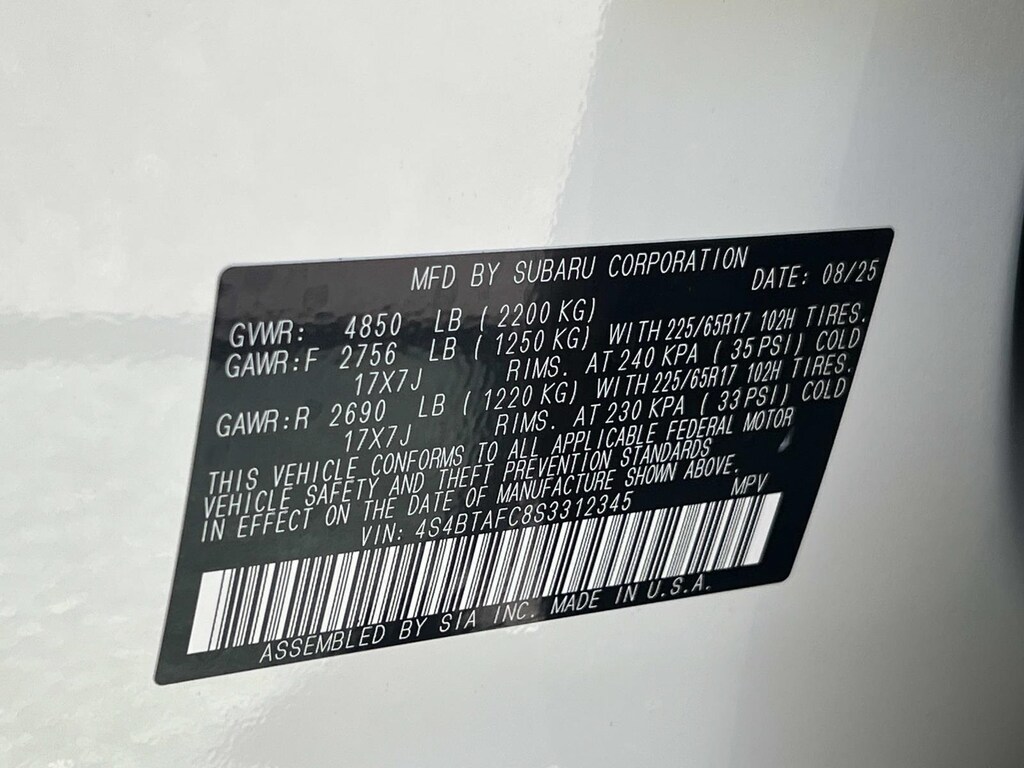 MFD BY SUBARU CORPORATION DATE: 08/25
GVWR: 4850 LB ( 2200 KG)
GAWR:F 2756 LB ( 1250 KG) WITH 225/65R17 102H TIRES.
17X7J RIMS. AT 240 KPA ( 35 PSI) COLD
GAWR:R 2690 LB ( 1220 KG) WITH 225/65R17 102H TIRES.
17X7J RIMS. AT 230 KPA ( 33 PSI) COLD
THIS VEHICLE CONFORMS TO ALL APPLICABLE FEDERAL MOTOR
VEHICLE SAFETY AND THEFT PREVENTION STANDARDS
IN EFFECT ON THE DATE OF MANUFACTURE SHOWN ABOVE.
VIN: 4S4BTAFC8S3312345 MPV
ASSEMBLED BY SIA INC. MADE IN U.S.A.